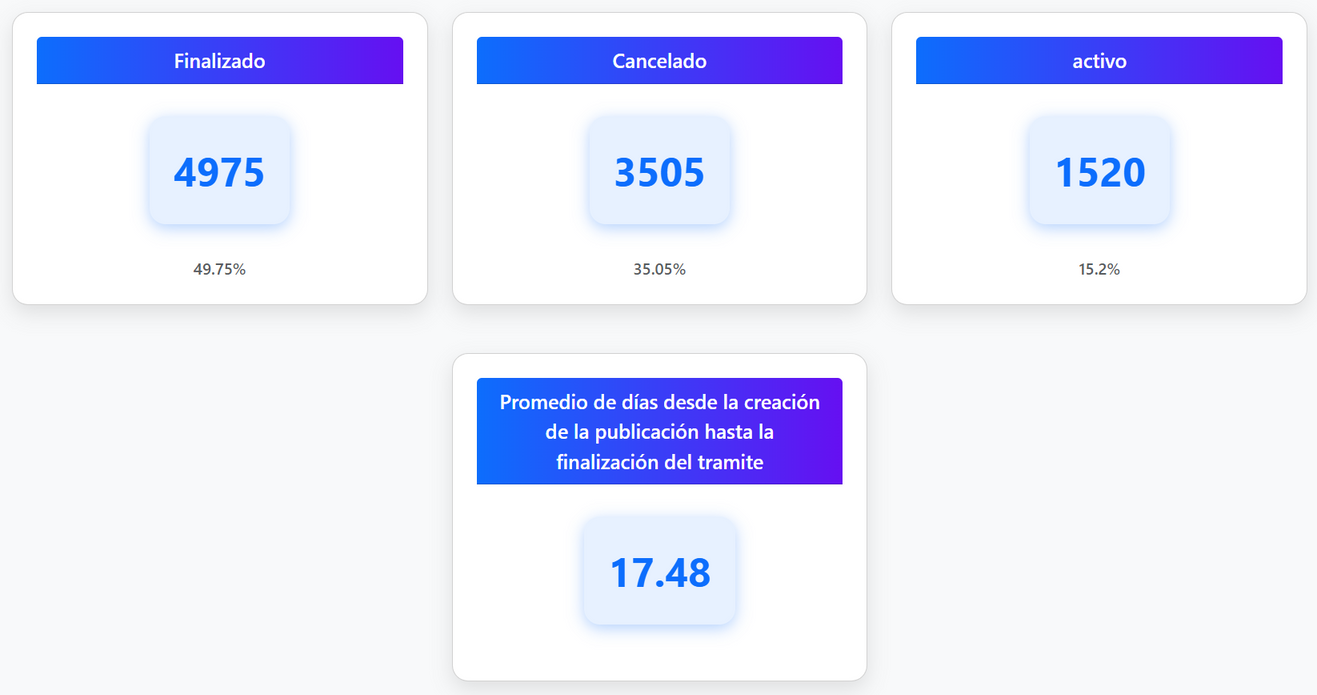 Finalizado
4975
49.75%
Cancelado
3505
35.05%
activo
1520
15.2%
Promedio de días desde la creación
de la publicación hasta la
finalización del tramite
17.48